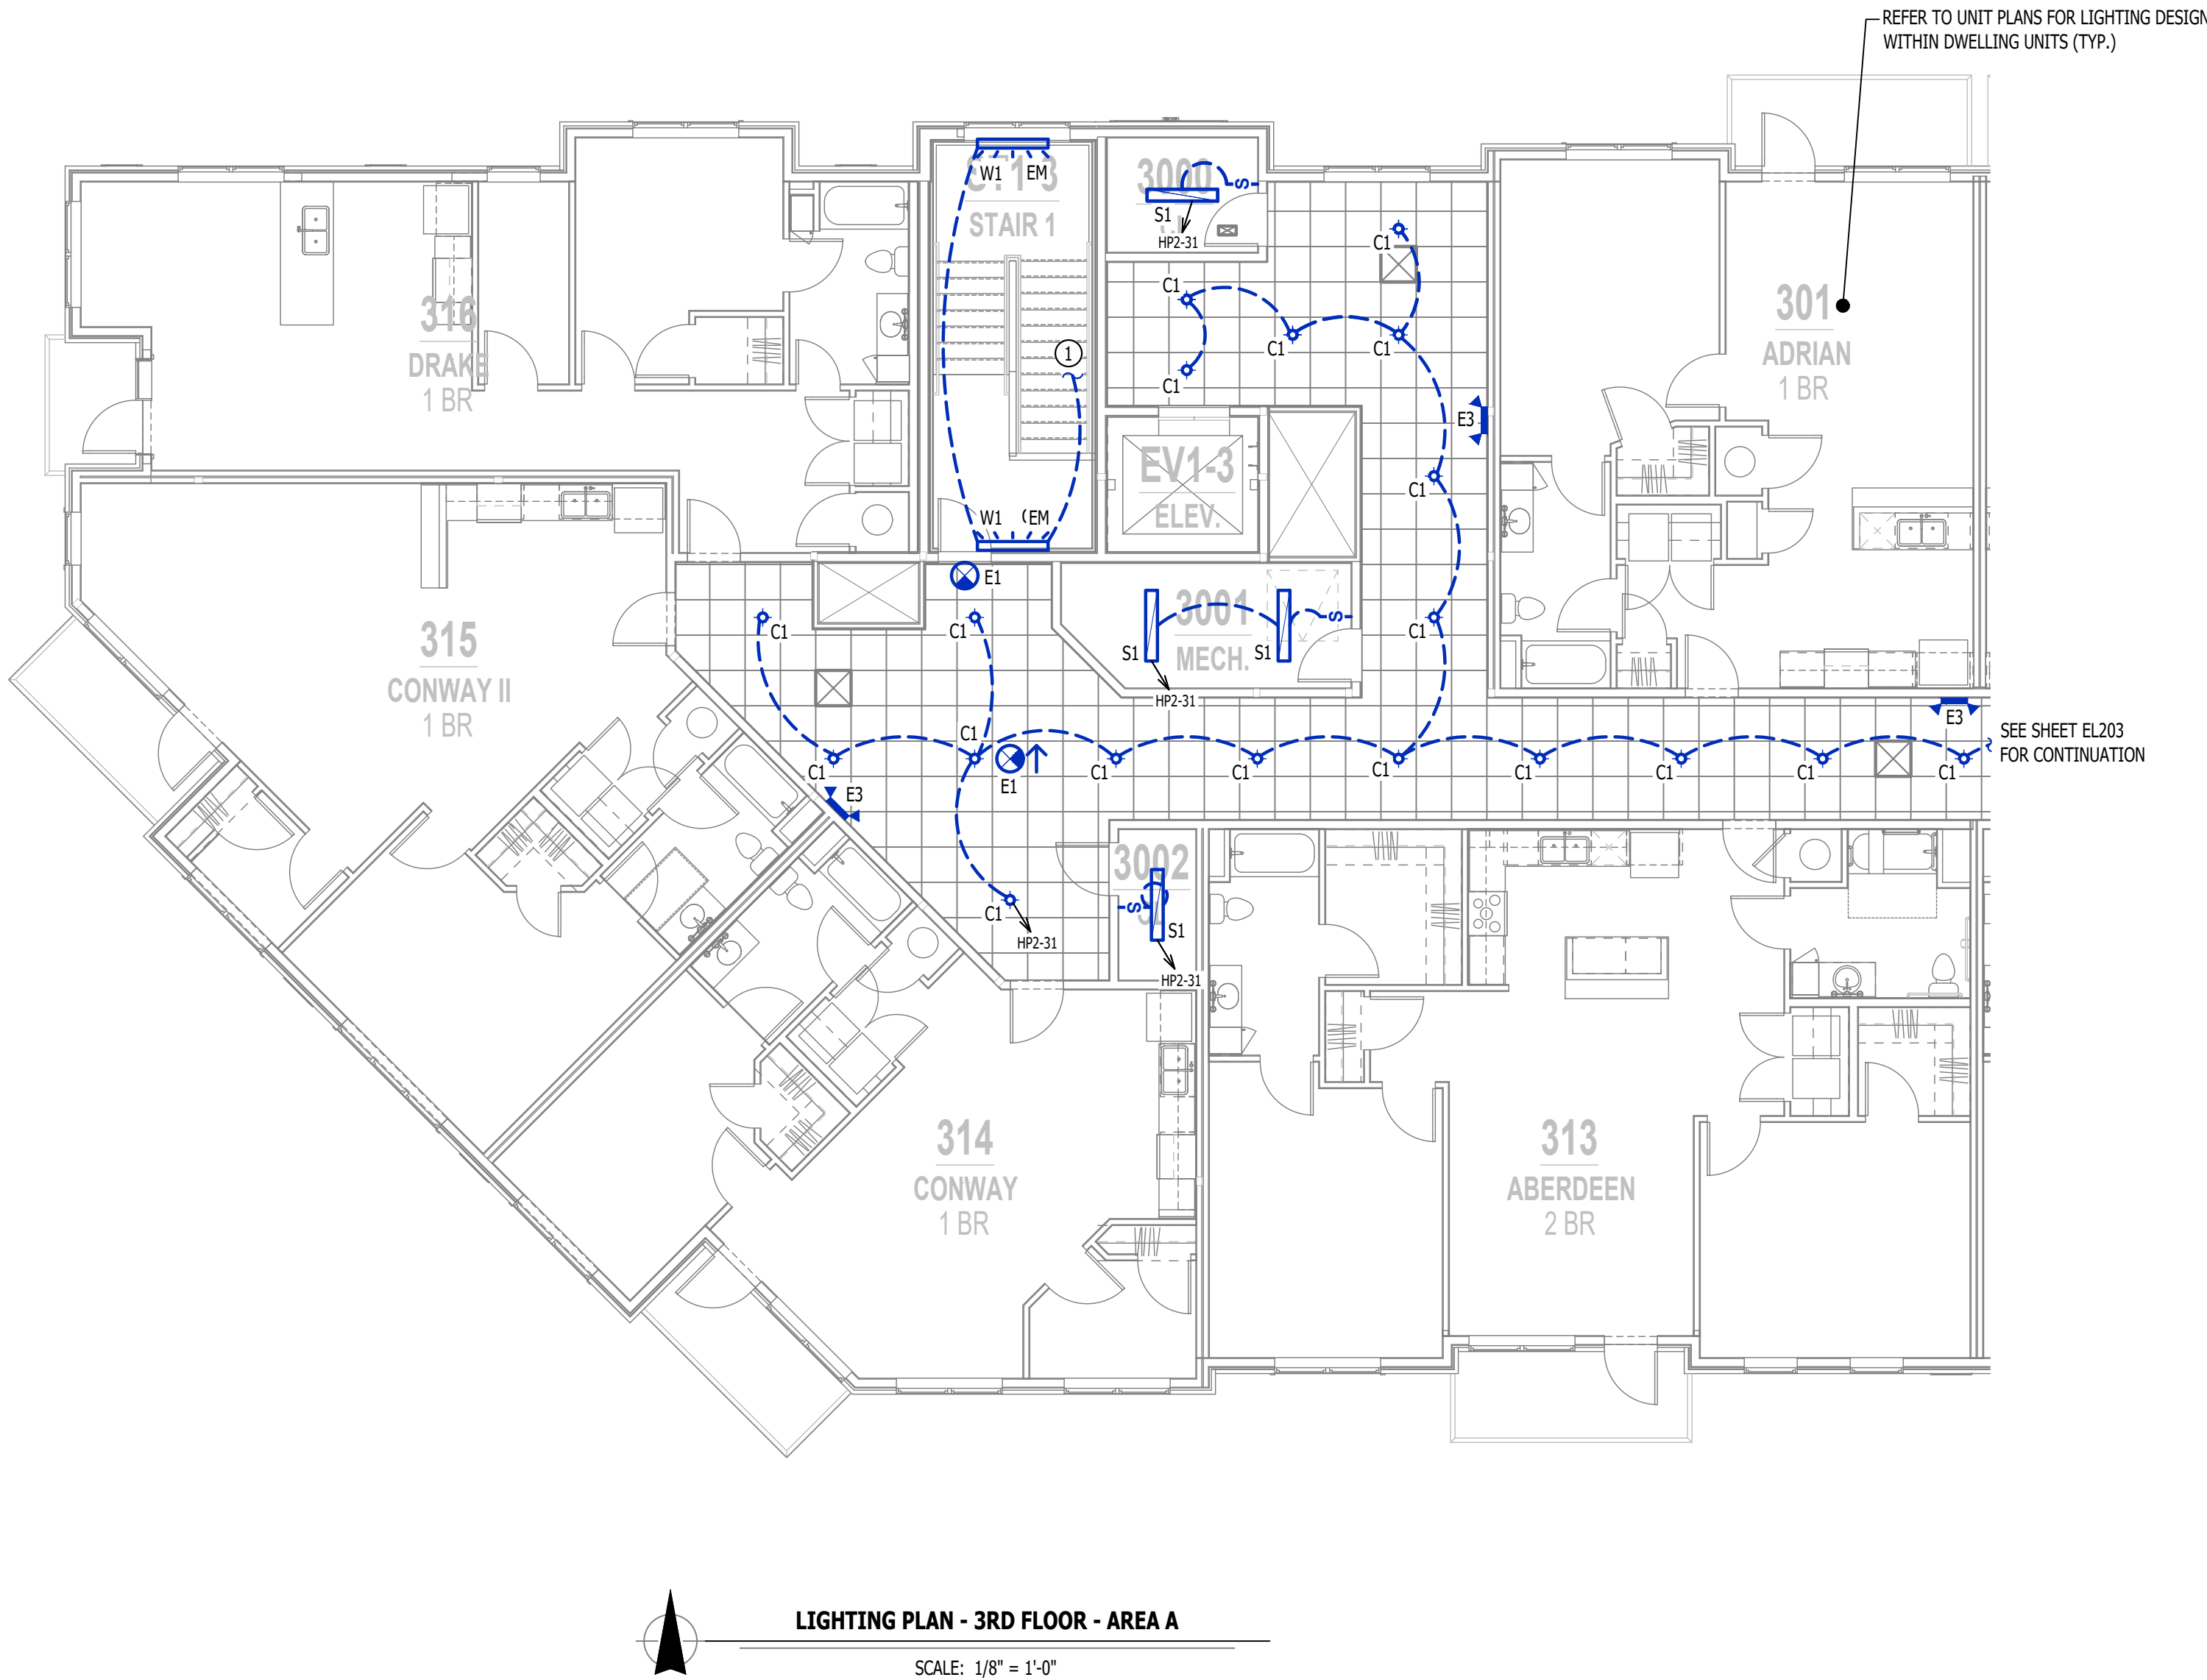 REFER TO UNIT PLANS FOR LIGHTING DESIGN
WITHIN DWELLING UNITS (TYP.)
ST1-3
STAIR 1
W1
EM
3000
S
S1
HP2-31
C1
C1
C1
C1
C1
316
DRAKE
1 BR
1
301
ADRIAN
1 BR
E3
EV1-3
ELEV.
C1
W1
EM
E1
3001
MECH.
S
S1
S1
HP2-31
C1
C1
C1
315
CONWAY II
1 BR
C1
C1
E1
C1
C1
C1
C1
C1
C1
C1
E3
SEE SHEET EL203
FOR CONTINUATION
E3
3002
S
S1
HP2-31
C1
HP2-31
314
CONWAY
1 BR
313
ABERDEEN
2 BR
LIGHTING PLAN - 3RD FLOOR - AREA A
SCALE: 1/8" = 1'-0"